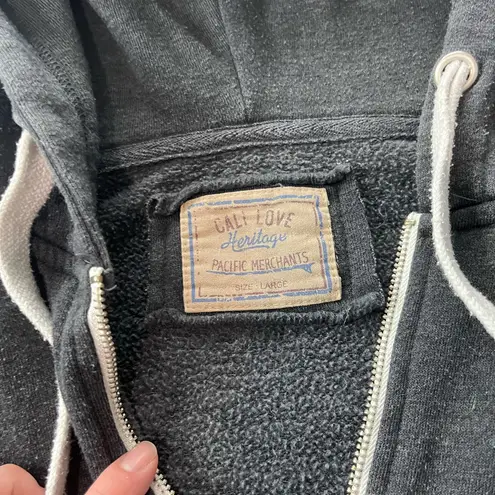 CALI LOVE
Heritage
PACIFIC MERCHANTS
SIZE: LARGE